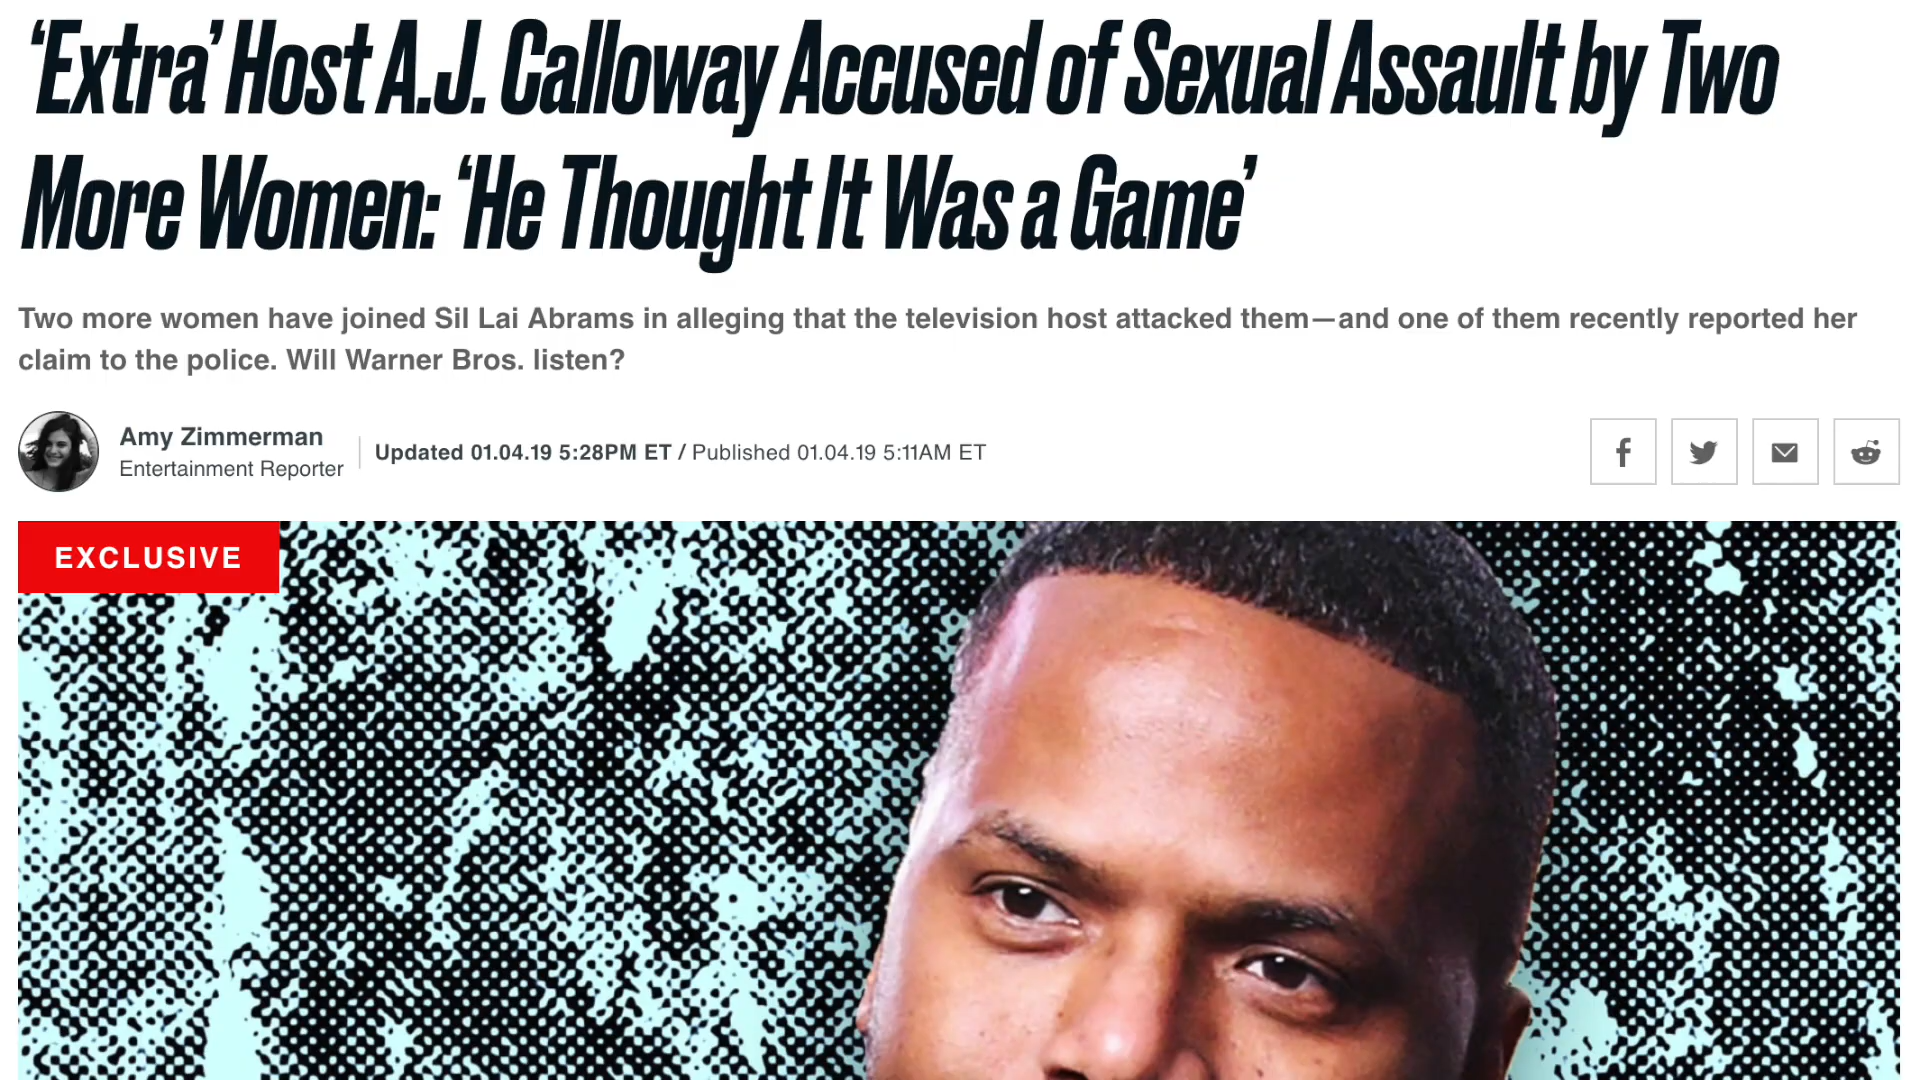 ‘Extra’ Host A.J. Calloway Accused of Sexual Assault by Two
More Women: ‘He Thought It Was a Game’
Two more women have joined Sil Lai Abrams in alleging that the television host attacked them—and one of them recently reported her
claim to the police. Will Warner Bros. listen?
Amy Zimmerman
Entertainment Reporter
Updated 01.04.19 5:28PM ET / Published 01.04.19 5:11AM ET
EXCLUSIVE